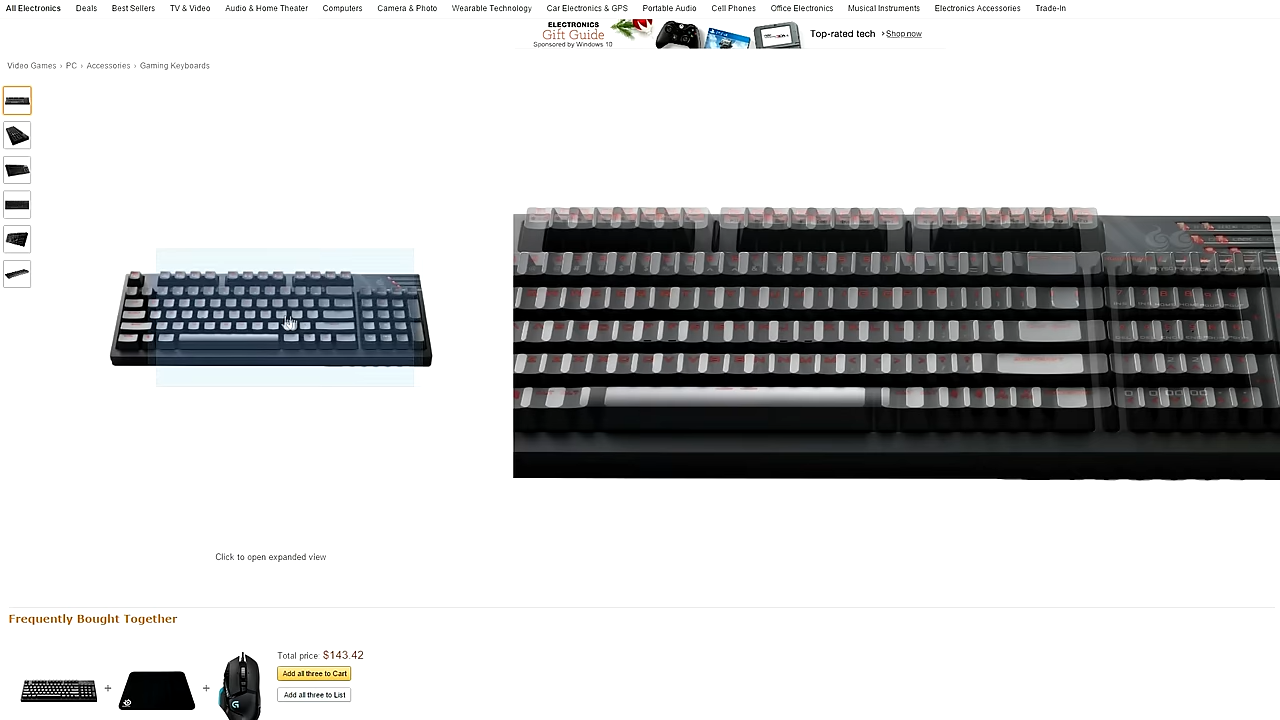 All Electronics Deals Best Sellers TV & Video Audio & Home Theater Computers Camera & Photo Wearable Technology Car Electronics & GPS Portable Audio Cell Phones Office Electronics Musical Instruments Electronics Accessories Trade-In
ELECTRONICS
Gift Guide
Sponsored by Windows 10
Top-rated tech › Shop now
Video Games › PC › Accessories › Gaming Keyboards
Click to open expanded view
Frequently Bought Together
Total price: $143.42
+ +
Add all three to Cart
Add all three to List